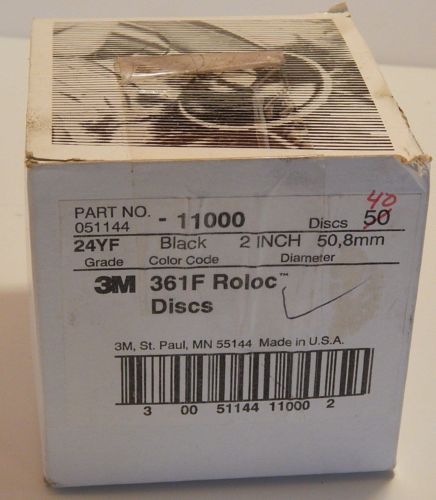 PART NO.
051144 - 11000
40
Discs 50
24YF Black 2 INCH 50,8mm
Grade Color Code Diameter
3M 361F Roloc™
Discs
3M, St. Paul, MN 55144 Made in U.S.A.
3 00 51144 11000 2